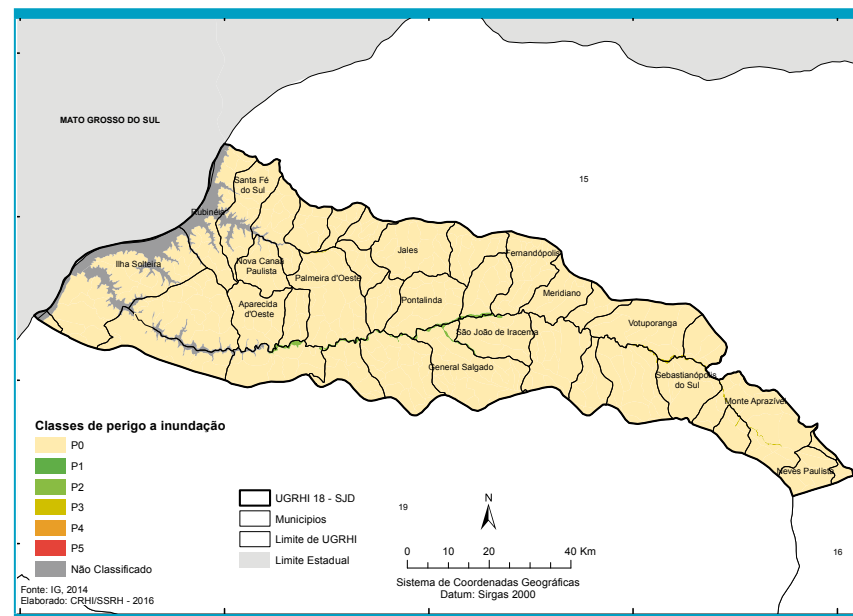 MATO GROSSO DO SUL
15
Santa Fé
do Sul
Rubinéia
Jales
Fernandópolis
Ilha Solteira
Nova Canaã
Paulista
Palmeira d'Oeste
Meridiano
Aparecida
d'Oeste
Pontalinda
Votuporanga
São João de Iracema
General Salgado
Sebastianópolis
do Sul
Monte Aprazível
Neves Paulista
Classes de perigo a inundação
P0
P1
P2
P3
P4
P5
Não Classificado
UGRHI 18 - SJD
Municipios
Limite de UGRHI
Limite Estadual
19
N
0 10 20 40 Km
Sistema de Coordenadas Geográficas
Datum: Sirgas 2000
16
Fonte: IG, 2014
Elaborado: CRHI/SSRH - 2016